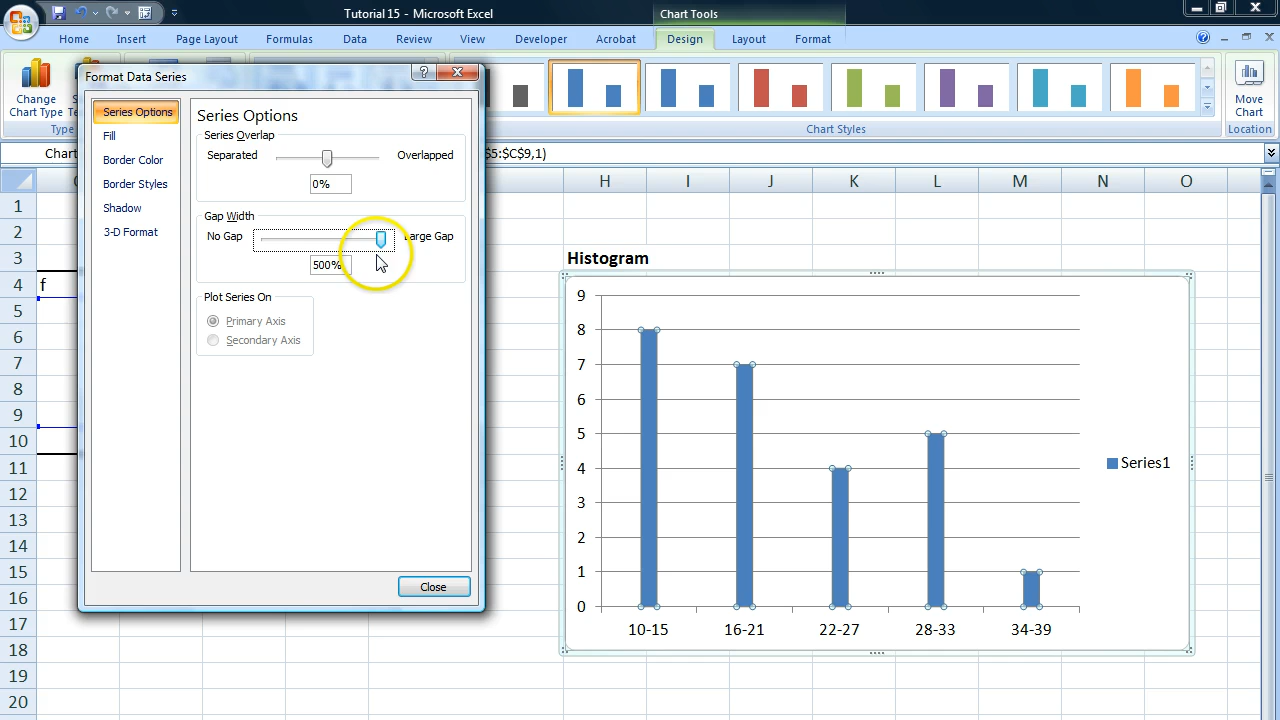 Tutorial 15 - Microsoft Excel
Chart Tools
Home Insert Page Layout Formulas Data Review View Developer Acrobat Design Layout Format
Change
Chart Type
Type
Chart Styles
Move
Chart
Location
Format Data Series
Chart
$5:$C$9,1)
Series Options
Fill
Border Color
Border Styles
Shadow
3-D Format
Series Options
Series Overlap
Separated Overlapped
0%
Gap Width
No Gap Large Gap
500%
Plot Series On
Primary Axis
Secondary Axis
Close
H I J K L M N O
1
2
3
4
5
6
7
8
9
10
11
12
13
14
15
16
17
18
19
20
f
Histogram
9
8
7
6
5
4
3
2
1
0
10-15 16-21 22-27 28-33 34-39
Series1